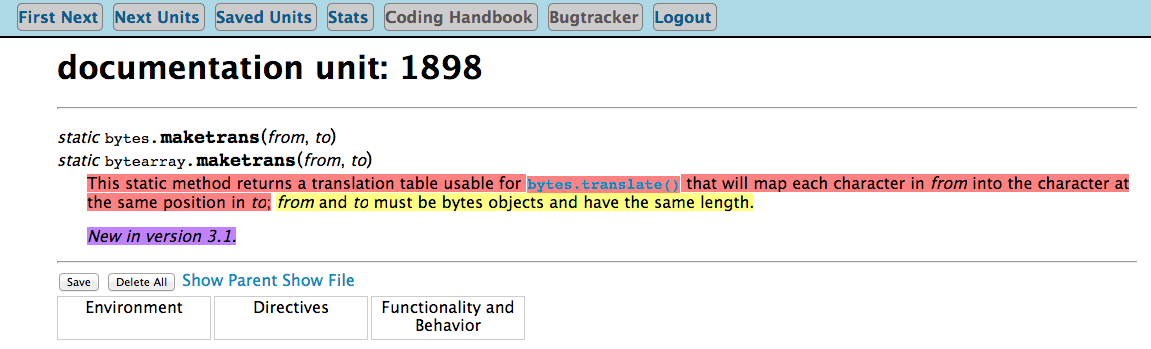 First Next Next Units Saved Units Stats Coding Handbook Bugtracker Logout
documentation unit: 1898
static bytes.maketrans(from, to)
static bytearray.maketrans(from, to)
This static method returns a translation table usable for bytes.translate() that will map each character in from into the character at
the same position in to; from and to must be bytes objects and have the same length.
New in version 3.1.
Save Delete All Show Parent Show File
Environment Directives Functionality and
Behavior